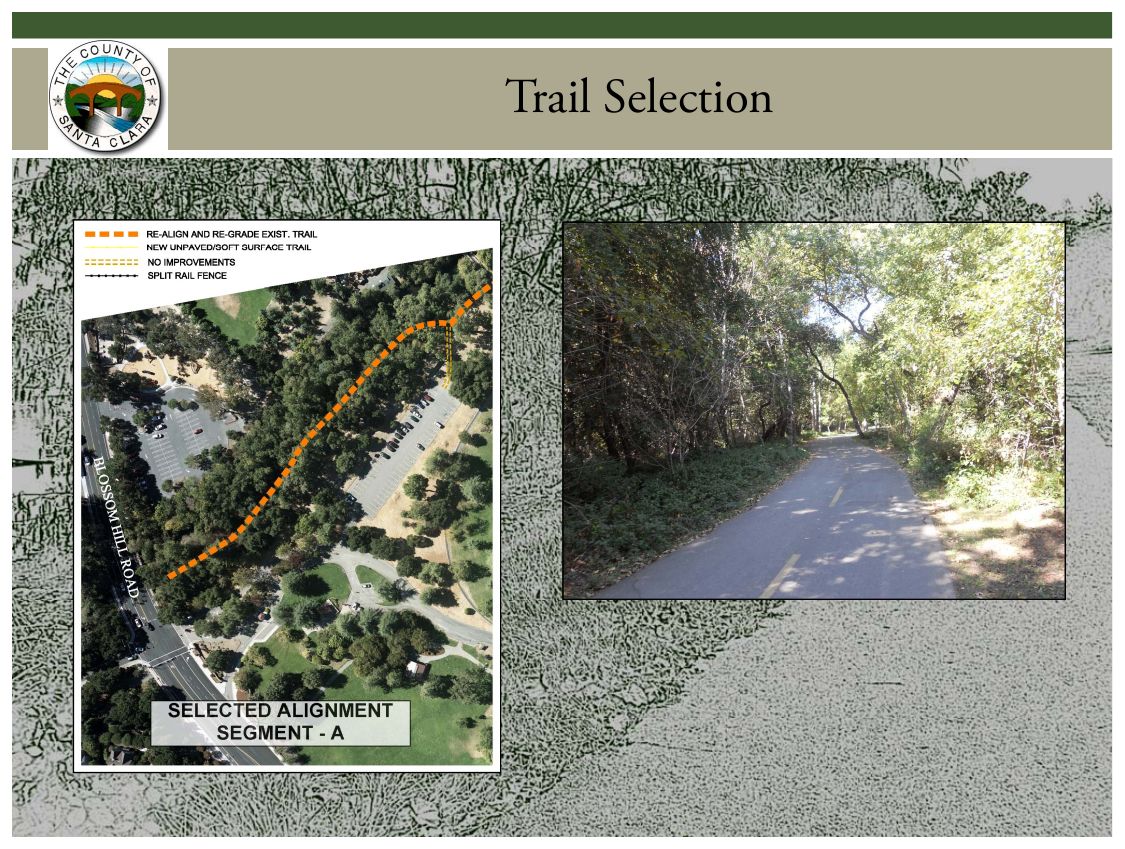 THE COUNTY OF
SANTA CLARA
Trail Selection
RE-ALIGN AND RE-GRADE EXIST. TRAIL
NEW UNPAVED/SOFT SURFACE TRAIL
NO IMPROVEMENTS
SPLIT RAIL FENCE
BLOSSOM HILL ROAD
SELECTED ALIGNMENT
SEGMENT - A